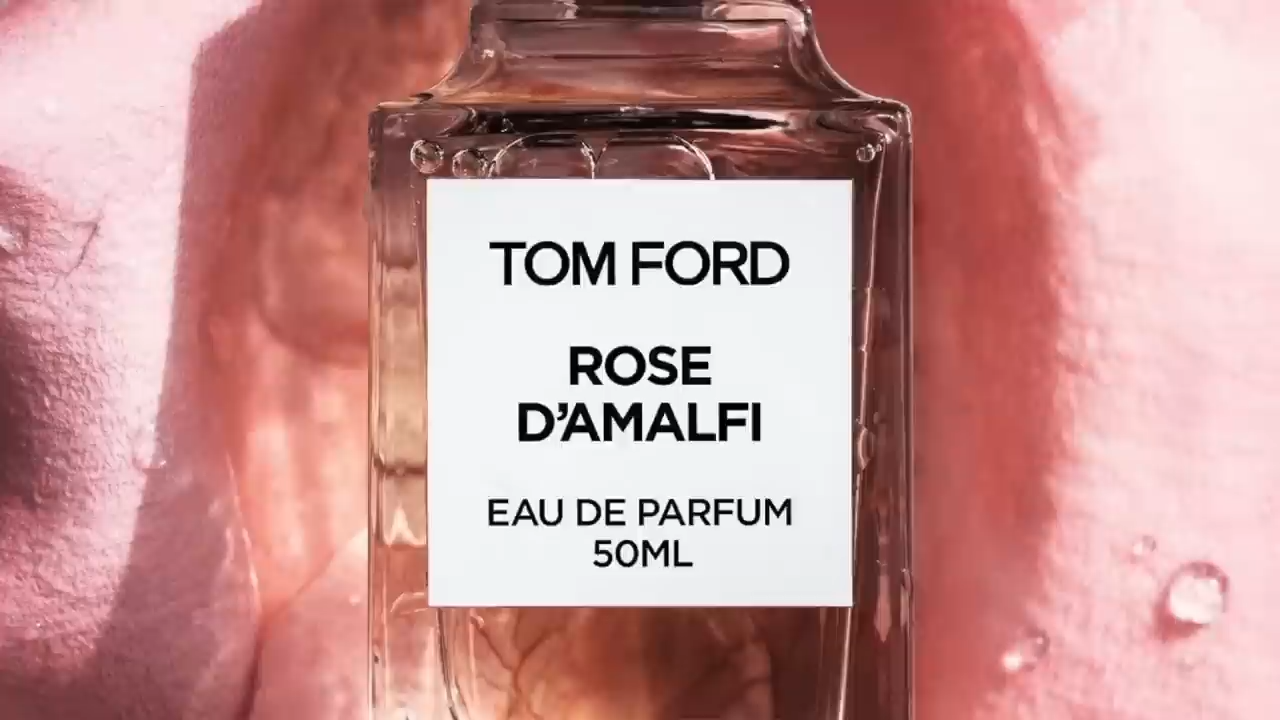 TOM FORD
ROSE
D’AMALFI
EAU DE PARFUM
50ML